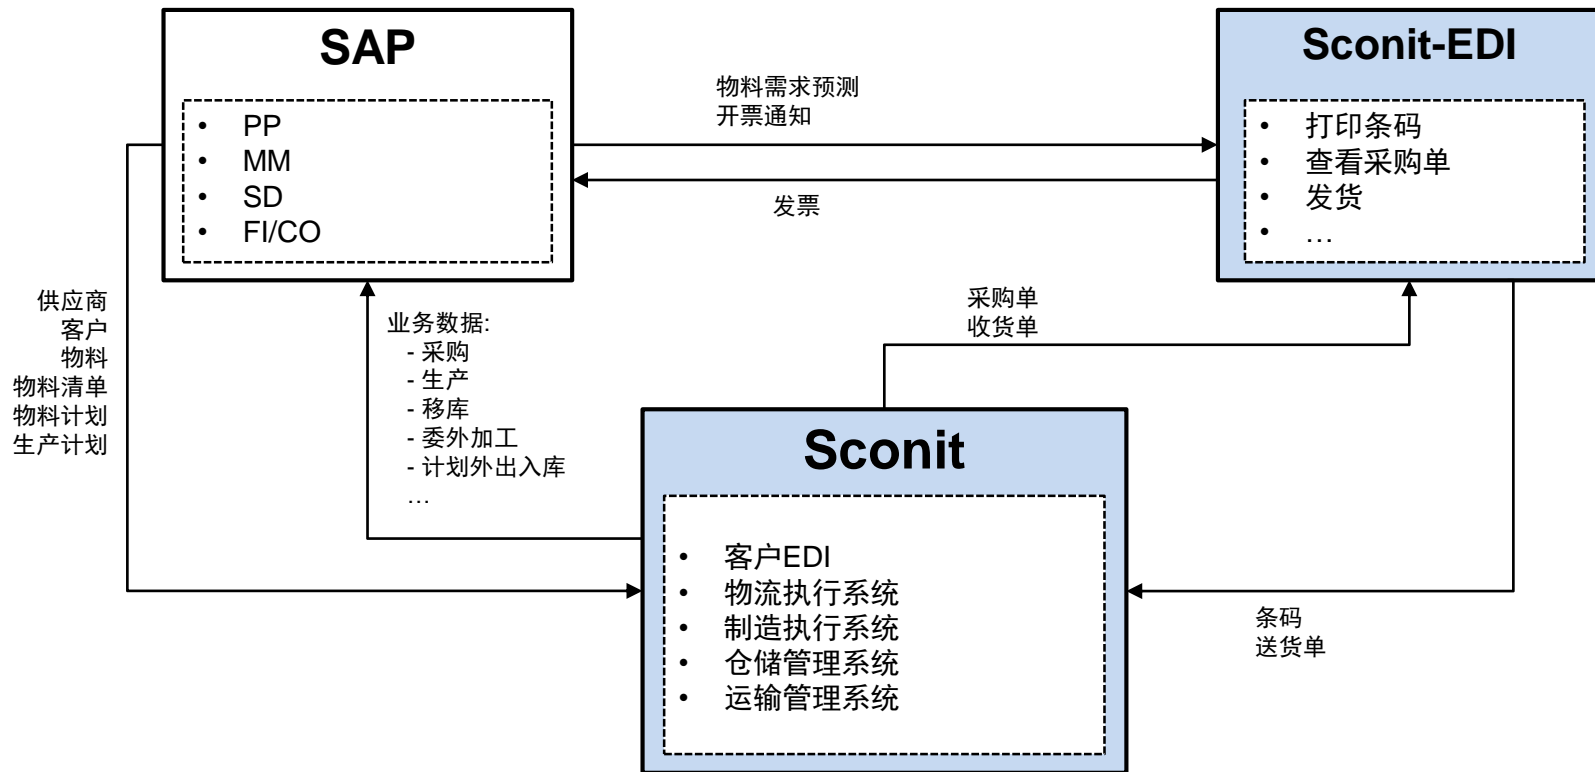 SAP
• PP
• MM
• SD
• FI/CO
物料需求预测
开票通知
发票
Sconit-EDI
• 打印条码
• 查看采购单
• 发货
• …
供应商
客户
物料
物料清单
物料计划
生产计划
业务数据:
- 采购
- 生产
- 移库
- 委外加工
- 计划外出入库
…
采购单
收货单
Sconit
• 客户EDI
• 物流执行系统
• 制造执行系统
• 仓储管理系统
• 运输管理系统
条码
送货单